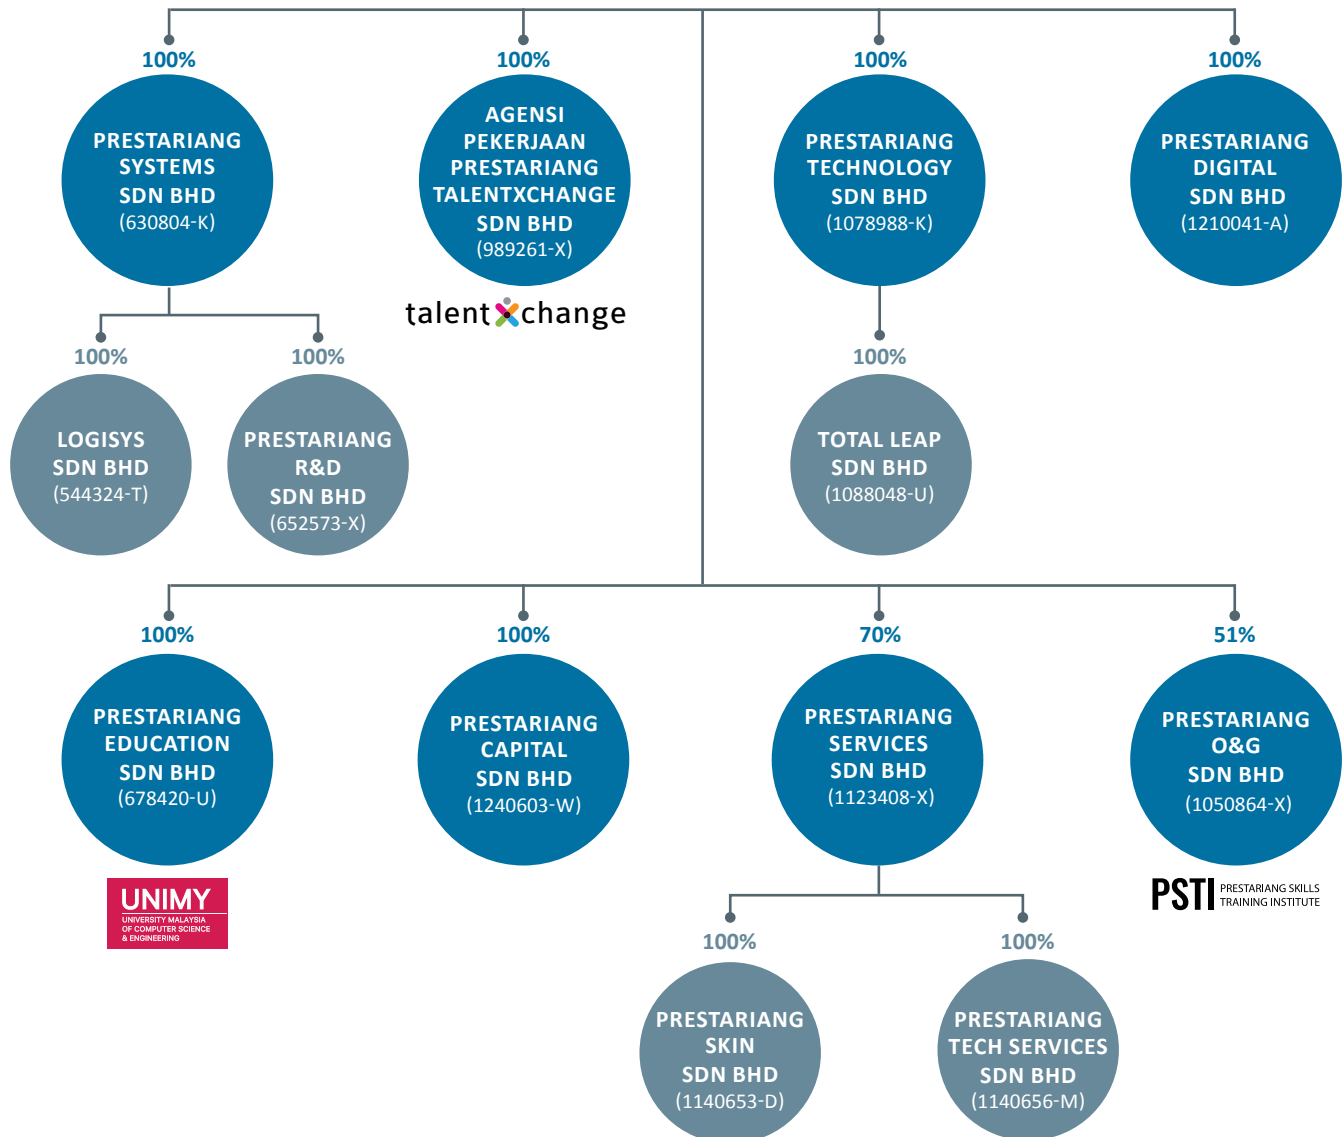 100%
PRESTARIANG
SYSTEMS
SDN BHD
(630804-K)
100%
AGENSI
PEKERJAAN
PRESTARIANG
TALENTXCHANGE
SDN BHD
(989261-X)
talentXchange
100%
PRESTARIANG
TECHNOLOGY
SDN BHD
(1078988-K)
100%
PRESTARIANG
DIGITAL
SDN BHD
(1210041-A)
100%
LOGISYS
SDN BHD
(544324-T)
100%
PRESTARIANG
R&D
SDN BHD
(652573-X)
100%
TOTAL LEAP
SDN BHD
(1088048-U)
100%
PRESTARIANG
EDUCATION
SDN BHD
(678420-U)
UNIMY
UNIVERSITY MALAYSIA
OF COMPUTER SCIENCE
& ENGINEERING
100%
PRESTARIANG
CAPITAL
SDN BHD
(1240603-W)
70%
PRESTARIANG
SERVICES
SDN BHD
(1123408-X)
51%
PRESTARIANG
O&G
SDN BHD
(1050864-X)
PSTI
PRESTARIANG SKILLS
TRAINING INSTITUTE
100%
PRESTARIANG
SKIN
SDN BHD
(1140653-D)
100%
PRESTARIANG
TECH SERVICES
SDN BHD
(1140656-M)